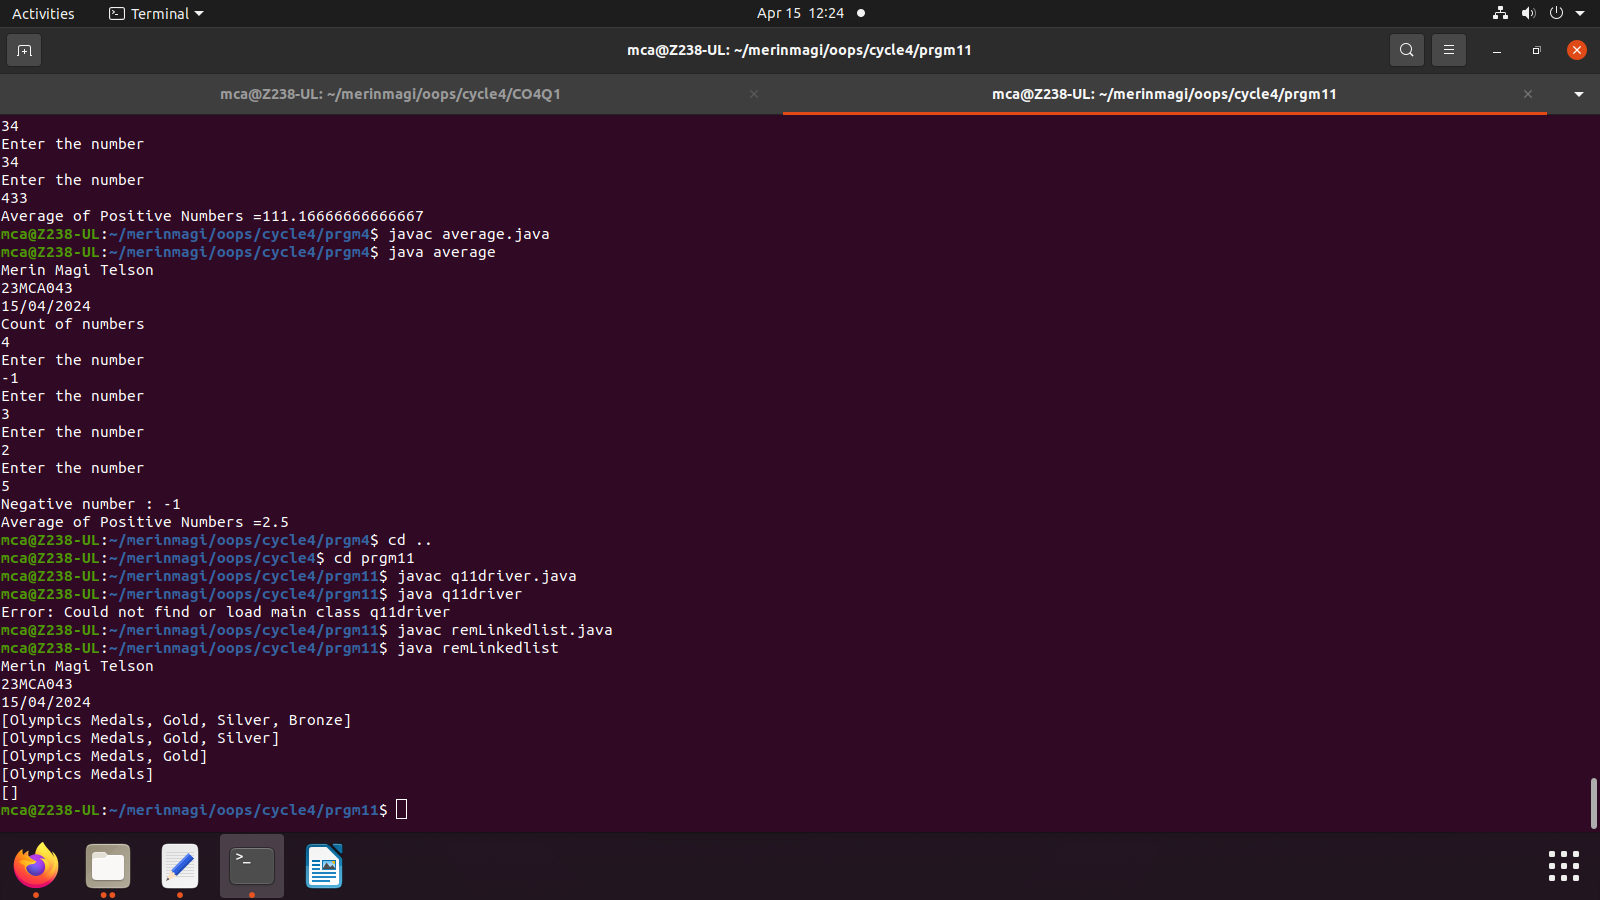 Activities Terminal Apr 15 12:24
mca@Z238-UL: ~/merinmagi/oops/cycle4/prgm11
mca@Z238-UL: ~/merinmagi/oops/cycle4/CO4Q1 mca@Z238-UL: ~/merinmagi/oops/cycle4/prgm11
34
Enter the number
34
Enter the number
433
Average of Positive Numbers =111.16666666666667
mca@Z238-UL:~/merinmagi/oops/cycle4/prgm4$ javac average.java
mca@Z238-UL:~/merinmagi/oops/cycle4/prgm4$ java average
Merin Magi Telson
23MCA043
15/04/2024
Count of numbers
4
Enter the number
-1
Enter the number
3
Enter the number
2
Enter the number
5
Negative number : -1
Average of Positive Numbers =2.5
mca@Z238-UL:~/merinmagi/oops/cycle4/prgm4$ cd ..
mca@Z238-UL:~/merinmagi/oops/cycle4$ cd prgm11
mca@Z238-UL:~/merinmagi/oops/cycle4/prgm11$ javac q11driver.java
mca@Z238-UL:~/merinmagi/oops/cycle4/prgm11$ java q11driver
Error: Could not find or load main class q11driver
mca@Z238-UL:~/merinmagi/oops/cycle4/prgm11$ javac remLinkedlist.java
mca@Z238-UL:~/merinmagi/oops/cycle4/prgm11$ java remLinkedlist
Merin Magi Telson
23MCA043
15/04/2024
[Olympics Medals, Gold, Silver, Bronze]
[Olympics Medals, Gold, Silver]
[Olympics Medals, Gold]
[Olympics Medals]
[]
mca@Z238-UL:~/merinmagi/oops/cycle4/prgm11$